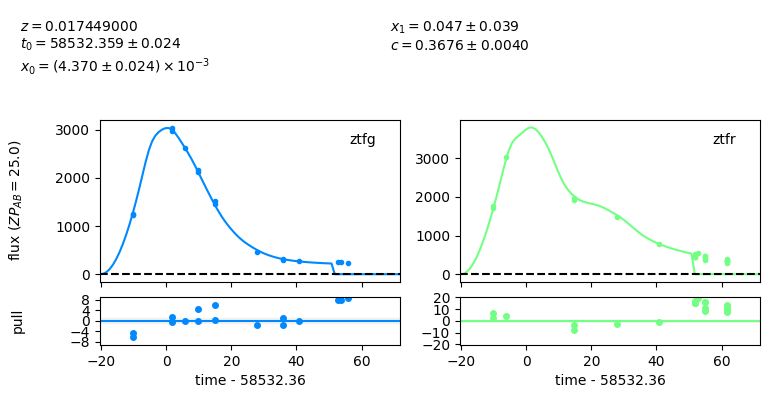 z = 0.017449000
t₀ = 58532.359 ± 0.024
x₀ = (4.370 ± 0.024) × 10⁻³
x₁ = 0.047 ± 0.039
c = 0.3676 ± 0.0040
flux (ZP_AB = 25.0)
3000
2000
1000
0
ztfg
3000
2000
1000
0
ztfr
pull
8
4
0
−4
−8
−20
0
20
40
60
time - 58532.36
20
10
0
−10
−20
−20
0
20
40
60
time - 58532.36